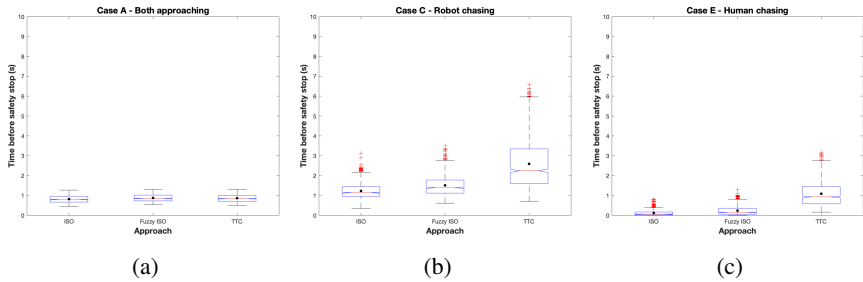 Case A - Both approaching
Time before safety stop (s)
10
9
8
7
6
5
4
3
2
1
0
ISO Fuzzy ISO TTC
Approach
(a)
Case C - Robot chasing
Time before safety stop (s)
10
9
8
7
6
5
4
3
2
1
0
ISO Fuzzy ISO TTC
Approach
(b)
Case E - Human chasing
Time before safety stop (s)
10
9
8
7
6
5
4
3
2
1
0
ISO Fuzzy ISO TTC
Approach
(c)